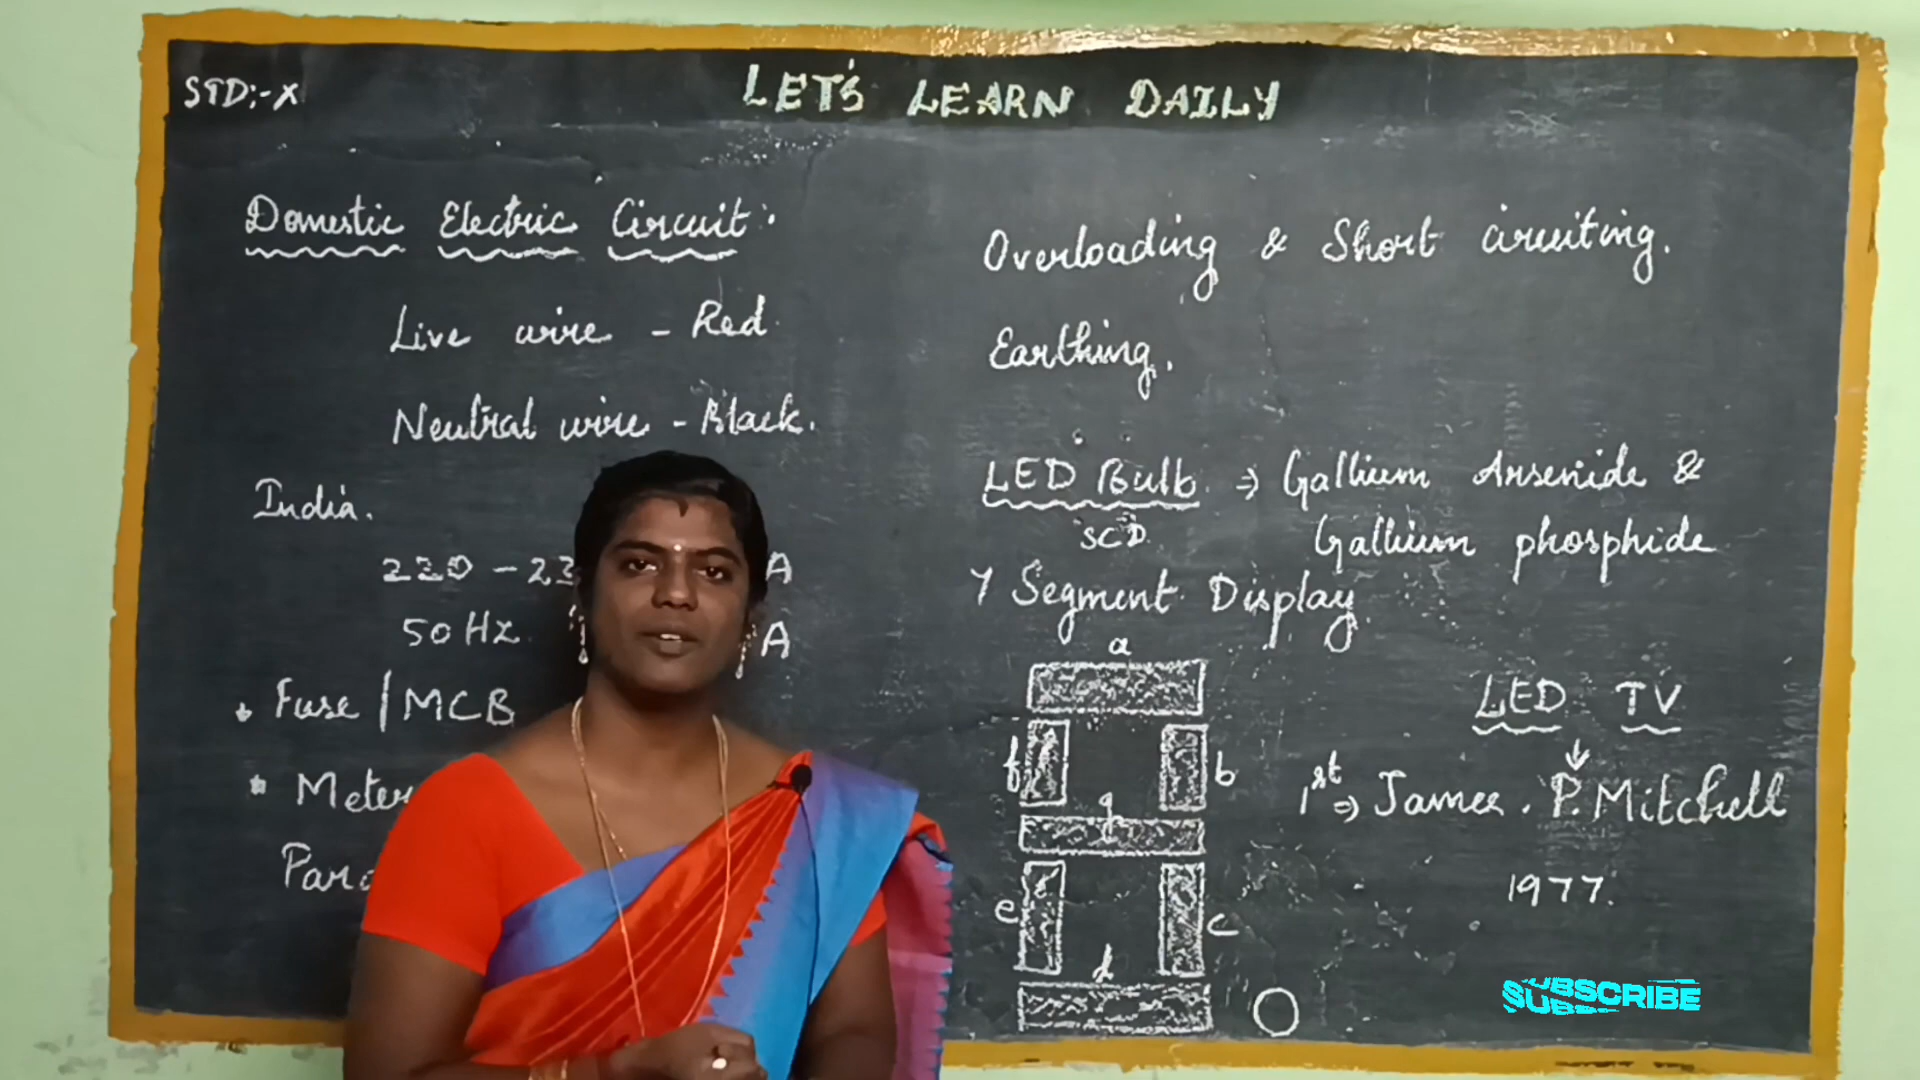 STD:-X
LET'S LEARN DAILY
Domestic Electric Circuit:
Live wire - Red
Neutral wire - Black.
India.
220 - 23 A
50 Hz. A
Fuse / MCB
* Meter
Para
Overloading & Short circuiting.
Earthing.
LED Bulb ⇒ Gallium Arsenide &
SCD Gallium phosphide
7 Segment Display
a
f b
g
e c
d
LED TV
1st ⇒ James . P. Mitchell
1977.
SUBSCRIBE